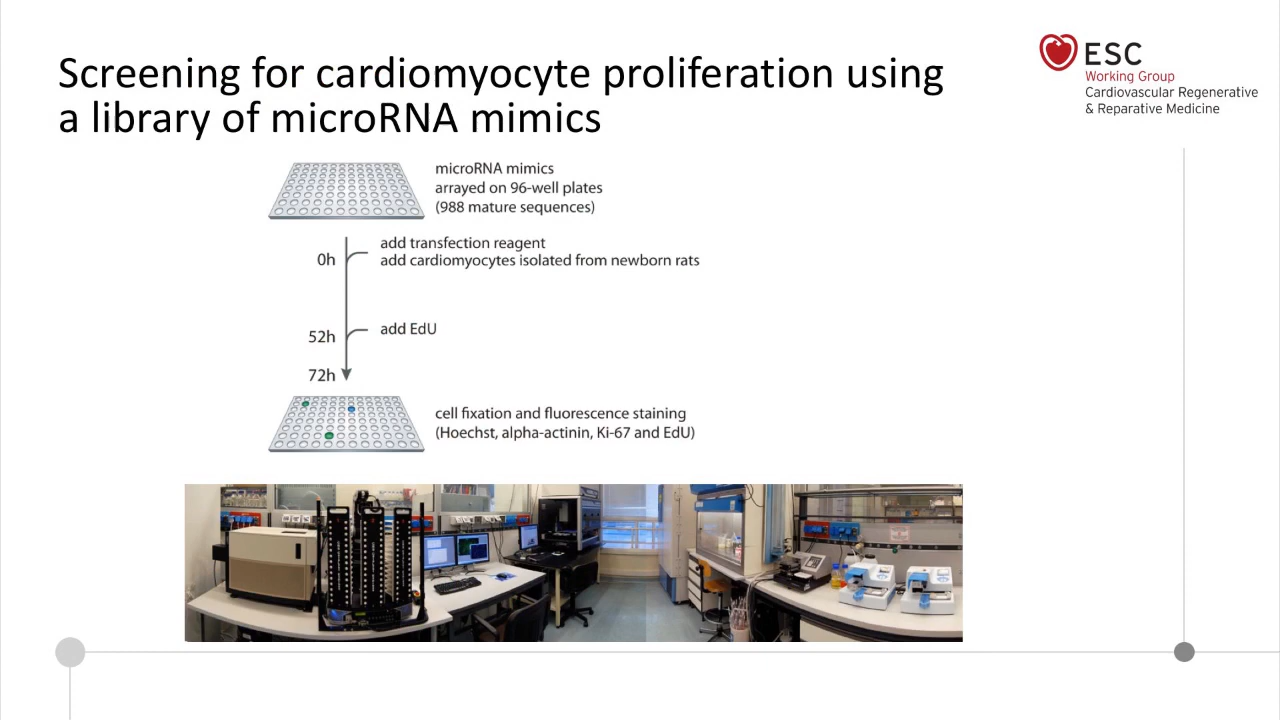 Screening for cardiomyocyte proliferation using
a library of microRNA mimics
ESC
Working Group
Cardiovascular Regenerative
& Reparative Medicine
microRNA mimics
arrayed on 96-well plates
(988 mature sequences)
0h
add transfection reagent
add cardiomyocytes isolated from newborn rats
52h
add EdU
72h
cell fixation and fluorescence staining
(Hoechst, alpha-actinin, Ki-67 and EdU)